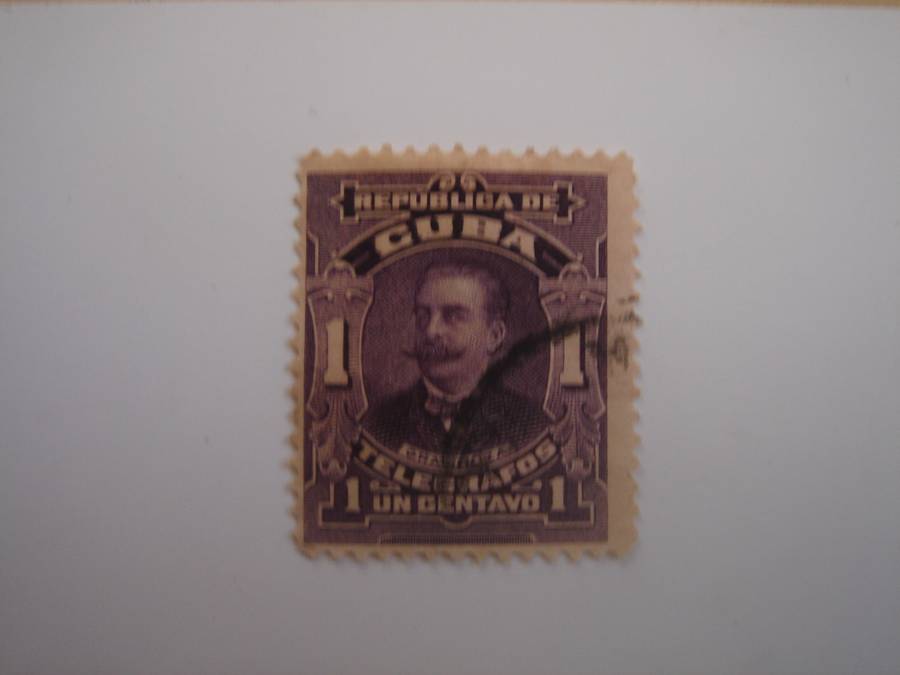 REPUBLICA DE
CUBA
1 1
TELEGRAFOS
1 UN CENTAVO 1